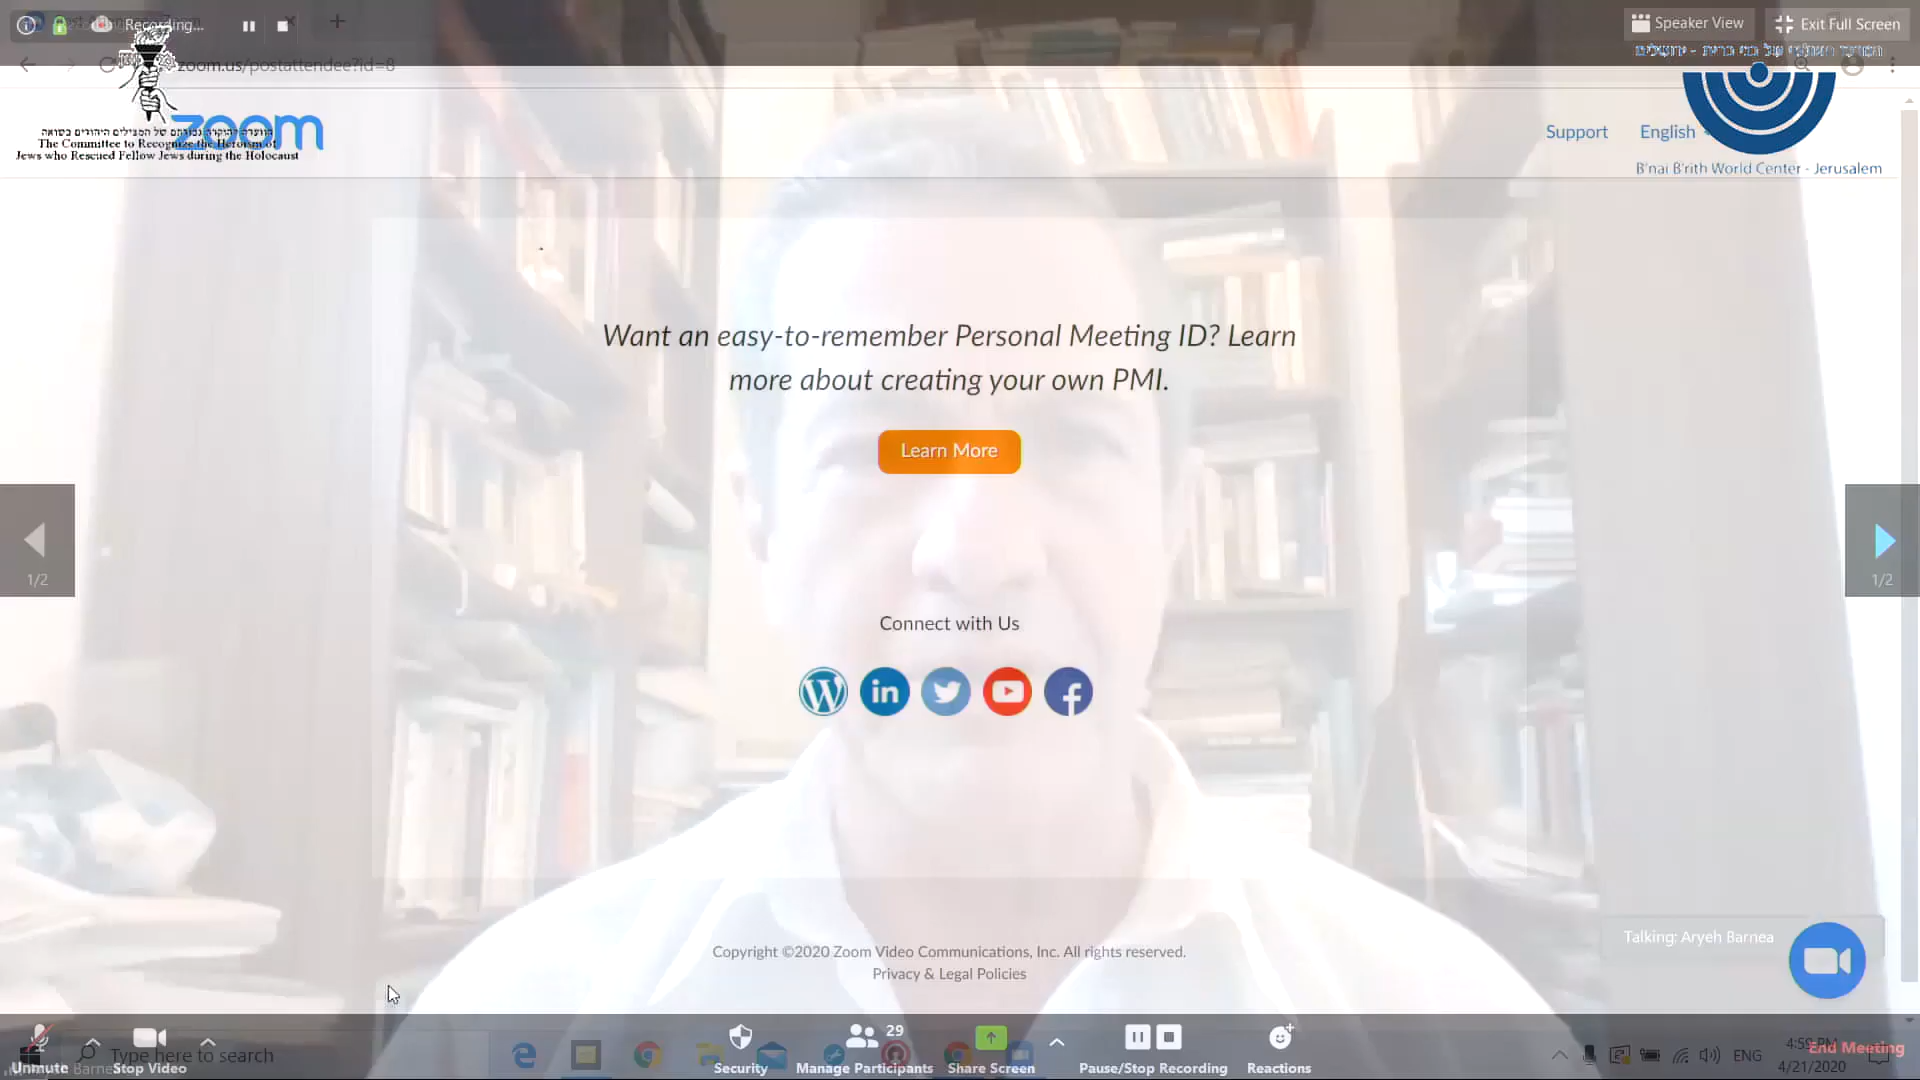 Recording...
Speaker View
Exit Full Screen
zoom.us/postattendee?id=8
zoom
The Committee to Recognize the Heroism of
Jews who Rescued Fellow Jews during the Holocaust
Support
English
B'nai B'rith World Center - Jerusalem
Want an easy-to-remember Personal Meeting ID? Learn
more about creating your own PMI.
Learn More
1/2
1/2
Connect with Us
Copyright ©2020 Zoom Video Communications, Inc. All rights reserved.
Privacy & Legal Policies
Talking: Aryeh Barnea
Type here to search
Unmute
Stop Video
Security
29
Manage Participants
Share Screen
Pause/Stop Recording
Reactions
ENG
End Meeting
4/21/2020